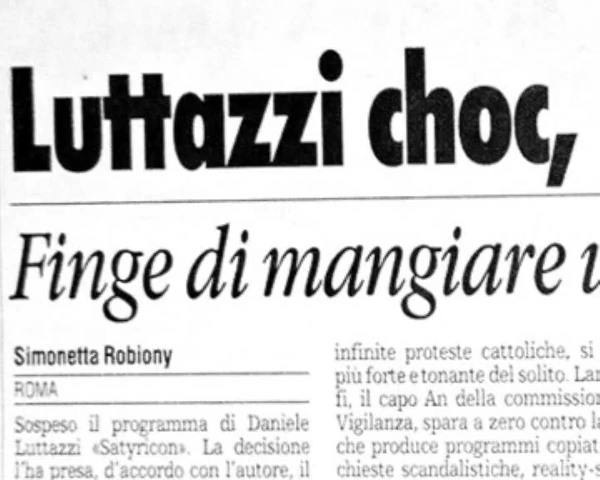 Luttazzi choc,
Finge di mangiare
Simonetta Robiony
ROMA
Sospeso il programma di Daniele
Luttazzi «Satyricon». La decisione
l'ha presa, d'accordo con l'autore, il
infinite proteste cattoliche, si
più forte e tonante del solito. Lan
fi, il capo An della commission
Vigilanza, spara a zero contro la
che produce programmi copiat
chieste scandalistiche, reality-s